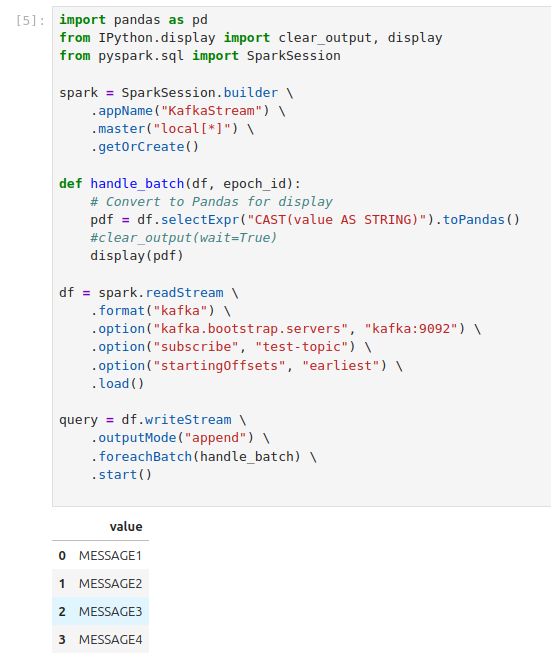 [5]: import pandas as pd
from IPython.display import clear_output, display
from pyspark.sql import SparkSession
spark = SparkSession.builder \
    .appName("KafkaStream") \
    .master("local[*]") \
    .getOrCreate()
def handle_batch(df, epoch_id):
    # Convert to Pandas for display
    pdf = df.selectExpr("CAST(value AS STRING)").toPandas()
    #clear_output(wait=True)
    display(pdf)
df = spark.readStream \
    .format("kafka") \
    .option("kafka.bootstrap.servers", "kafka:9092") \
    .option("subscribe", "test-topic") \
    .option("startingOffsets", "earliest") \
    .load()
query = df.writeStream \
    .outputMode("append") \
    .foreachBatch(handle_batch) \
    .start()
value
0 MESSAGE1
1 MESSAGE2
2 MESSAGE3
3 MESSAGE4